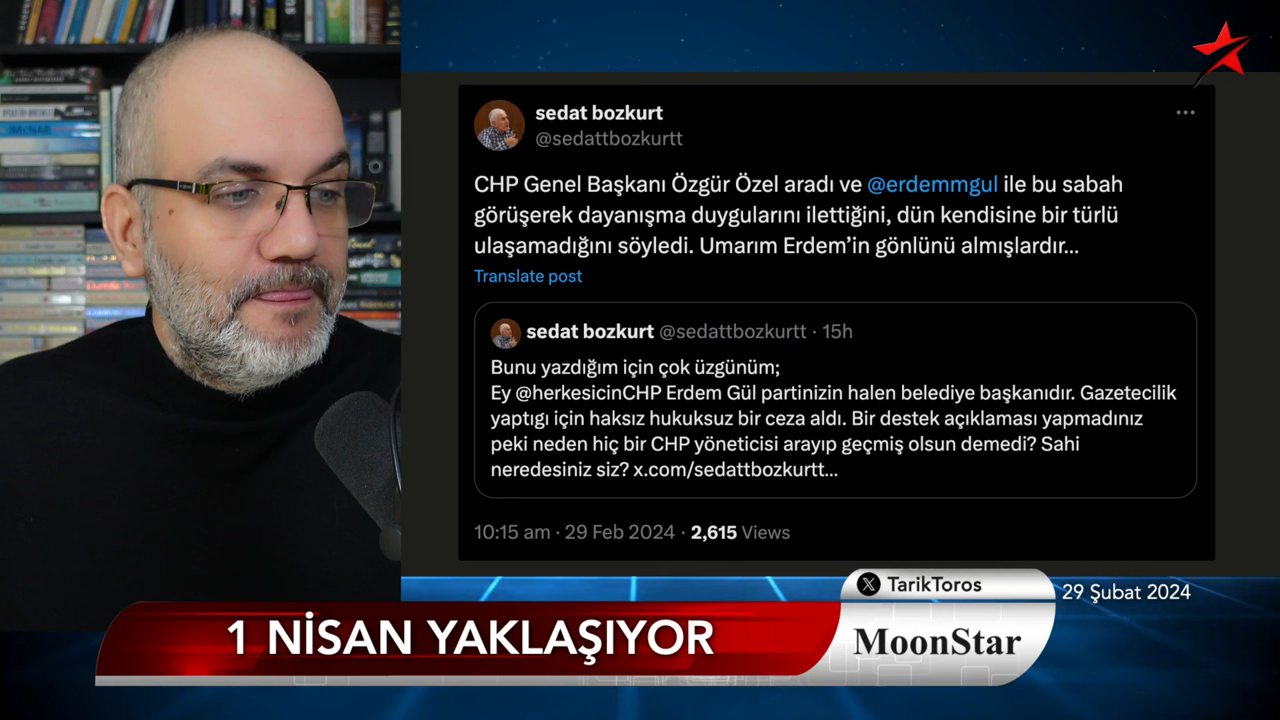 sedat bozkurt
@sedattbozkurtt
CHP Genel Başkanı Özgür Özel aradı ve @erdemmgul ile bu sabah
görüşerek dayanışma duygularını ilettiğini, dün kendisine bir türlü
ulaşamadığını söyledi. Umarım Erdem’in gönlünü almışlardır...
Translate post
sedat bozkurt @sedattbozkurtt · 15h
Bunu yazdığım için çok üzgünüm;
Ey @herkesicinCHP Erdem Gül partinizin halen belediye başkanıdır. Gazetecilik
yaptıgı için haksız hukuksuz bir ceza aldı. Bir destek açıklaması yapmadınız
peki neden hiç bir CHP yöneticisi arayıp geçmiş olsun demedi? Sahi
neredesiniz siz? x.com/sedattbozkurtt...
10:15 am · 29 Feb 2024 · 2,615 Views
TarikToros
29 Şubat 2024
1 NİSAN YAKLAŞIYOR
MoonStar